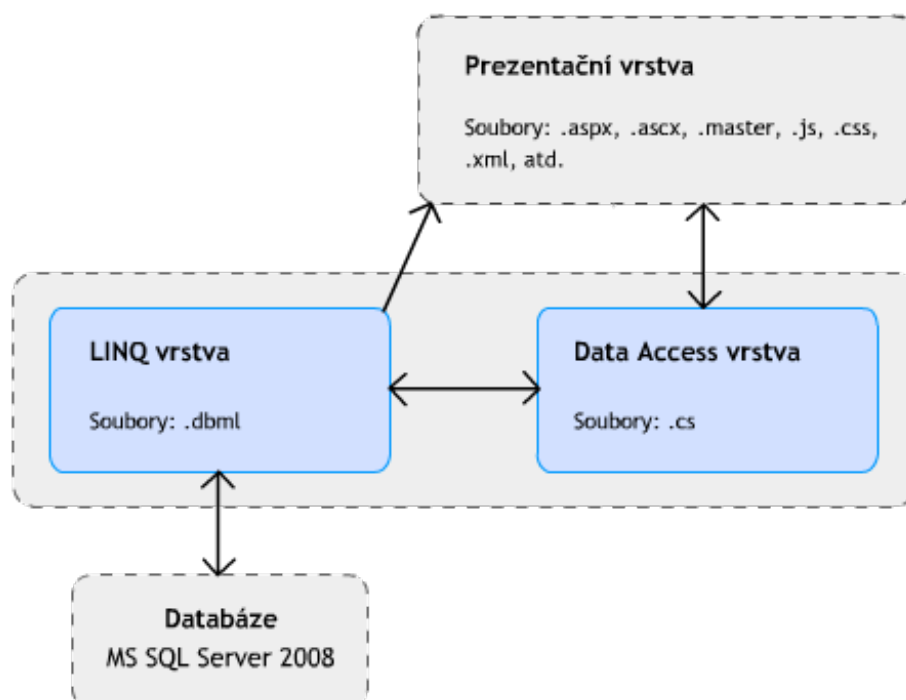 Prezentační vrstva
Soubory: .aspx, .ascx, .master, .js, .css,
.xml, atd.
LINQ vrstva
Soubory: .dbml
Data Access vrstva
Soubory: .cs
Databáze
MS SQL Server 2008